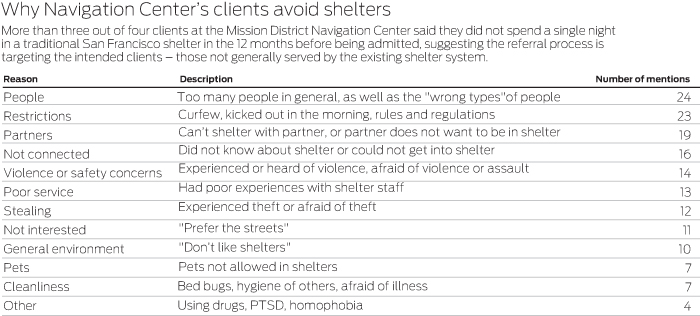 Why Navigation Center's clients avoid shelters
More than three out of four clients at the Mission District Navigation Center said they did not spend a single night
in a traditional San Francisco shelter in the 12 months before being admitted, suggesting the referral process is
targeting the intended clients – those not generally served by the existing shelter system.
Reason Description Number of mentions
People Too many people in general, as well as the "wrong types"of people 24
Restrictions Curfew, kicked out in the morning, rules and regulations 23
Partners Can't shelter with partner, or partner does not want to be in shelter 19
Not connected Did not know about shelter or could not get into shelter 16
Violence or safety concerns Experienced or heard of violence, afraid of violence or assault 14
Poor service Had poor experiences with shelter staff 13
Stealing Experienced theft or afraid of theft 12
Not interested "Prefer the streets" 11
General environment "Don't like shelters" 10
Pets Pets not allowed in shelters 7
Cleanliness Bed bugs, hygiene of others, afraid of illness 7
Other Using drugs, PTSD, homophobia 4